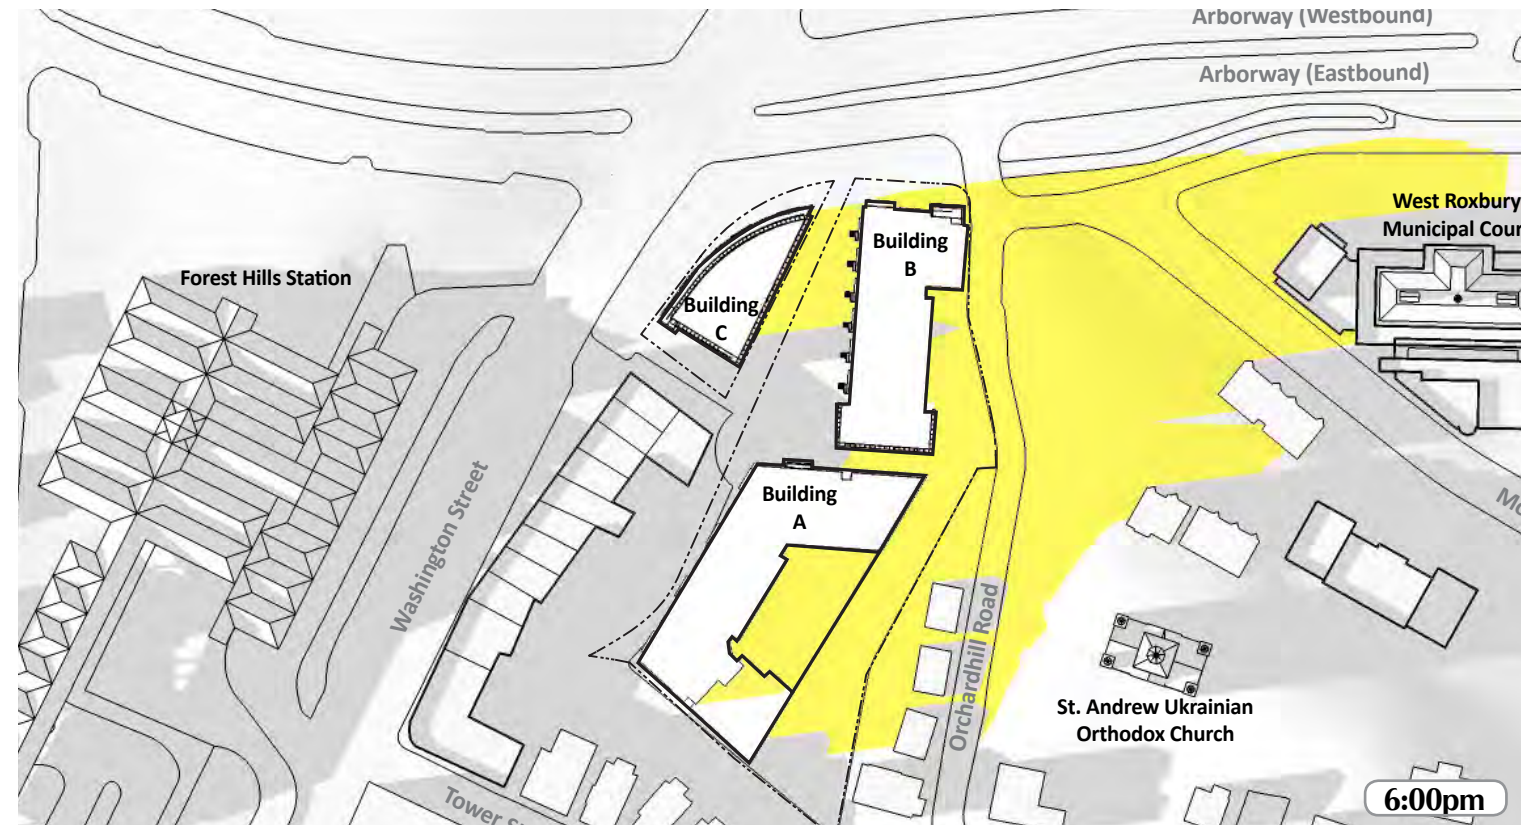 Arborway (Westbound)
Arborway (Eastbound)
West Roxbury
Municipal Cour
Forest Hills Station
Building
B
Building
C
Building
A
Washington Street
Orchardhill Road
St. Andrew Ukrainian
Orthodox Church
Tower
6:00pm